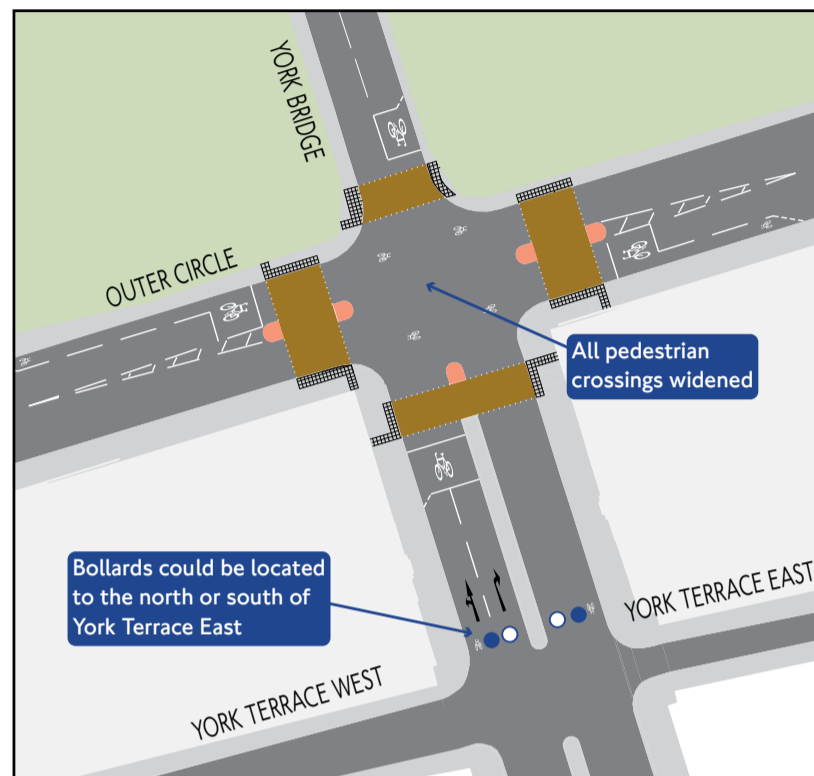 YORK BRIDGE
OUTER CIRCLE
All pedestrian
crossings widened
Bollards could be located
to the north or south of
York Terrace East
YORK TERRACE EAST
YORK TERRACE WEST